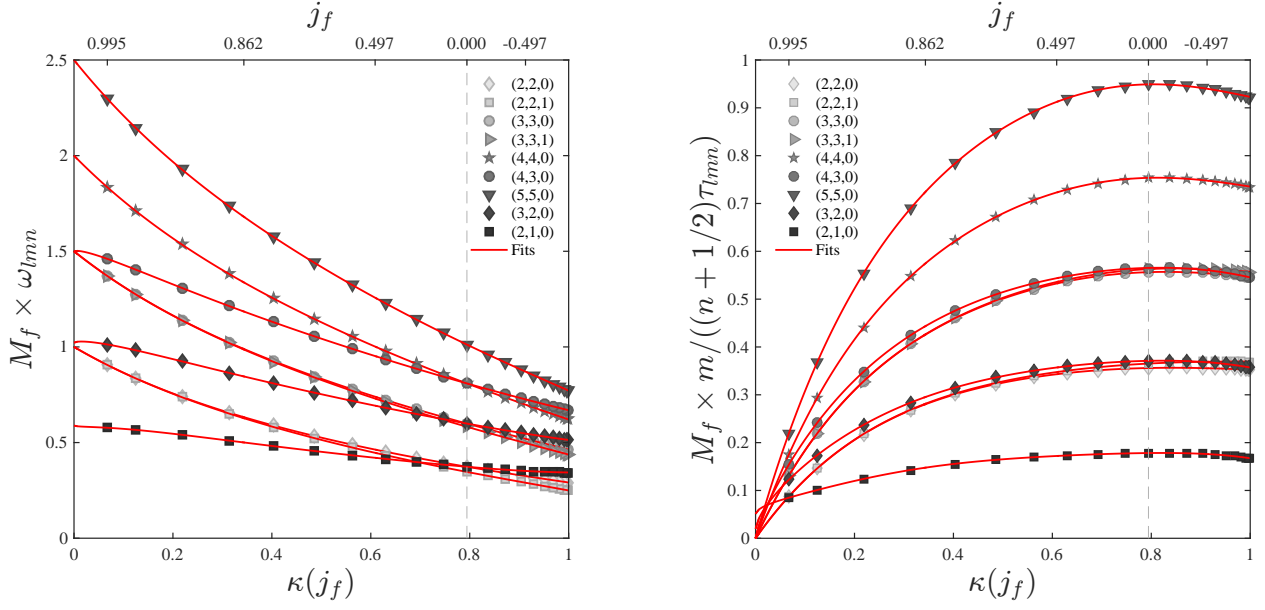 j_f
0.995 0.862 0.497 0.000 -0.497
2.5
2
1.5
1
0.5
0
M_f × ω_{lmn}
(2,2,0)
(2,2,1)
(3,3,0)
(3,3,1)
(4,4,0)
(4,3,0)
(5,5,0)
(3,2,0)
(2,1,0)
Fits
0 0.2 0.4 0.6 0.8 1
κ(j_f)
j_f
0.995 0.862 0.497 0.000 -0.497
1
0.9
0.8
0.7
0.6
0.5
0.4
0.3
0.2
0.1
0
M_f × m/((n + 1/2)τ_{lmn})
(2,2,0)
(2,2,1)
(3,3,0)
(3,3,1)
(4,4,0)
(4,3,0)
(5,5,0)
(3,2,0)
(2,1,0)
Fits
0 0.2 0.4 0.6 0.8 1
κ(j_f)